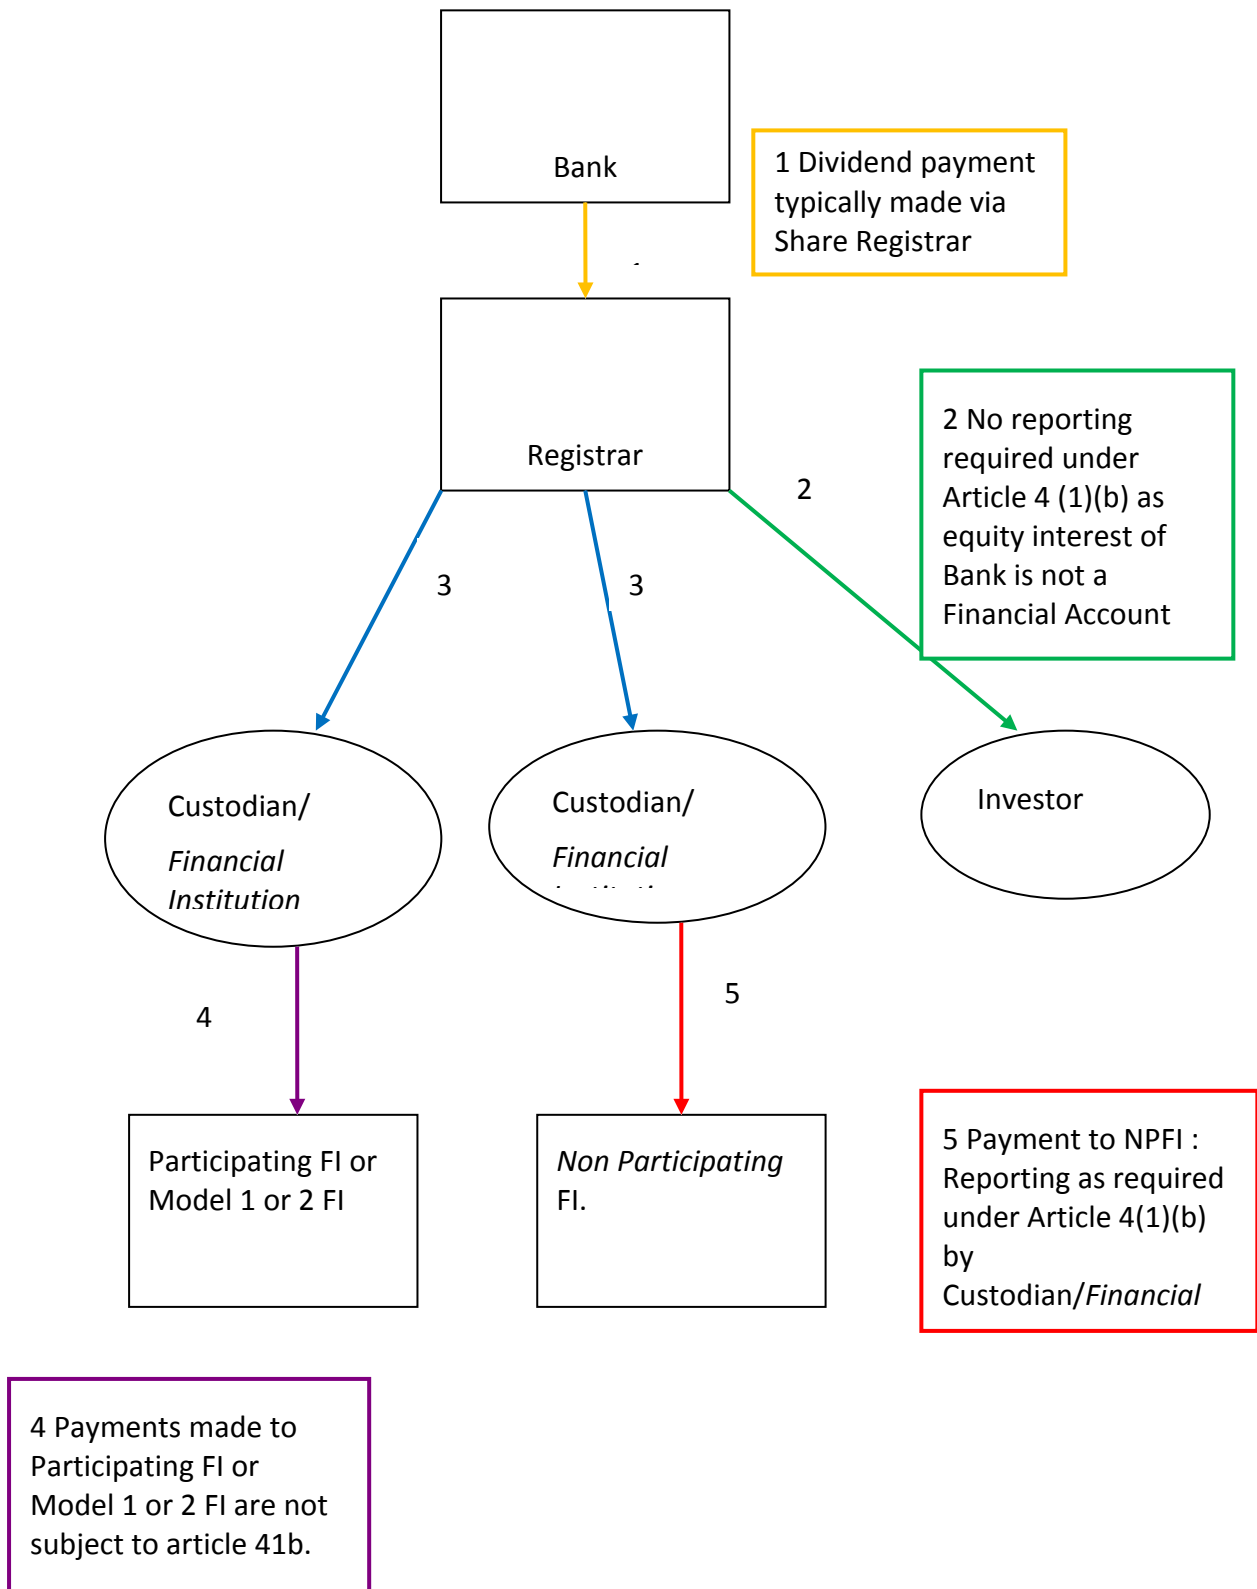 Bank
1 Dividend payment
typically made via
Share Registrar
Registrar
2
2 No reporting
required under
Article 4 (1)(b) as
equity interest of
Bank is not a
Financial Account
3
3
Custodian/
Financial
Institution
Custodian/
Financial
Investor
4
5
Participating FI or
Model 1 or 2 FI
Non Participating
FI.
5 Payment to NPFI :
Reporting as required
under Article 4(1)(b)
by
Custodian/Financial
4 Payments made to
Participating FI or
Model 1 or 2 FI are not
subject to article 41b.